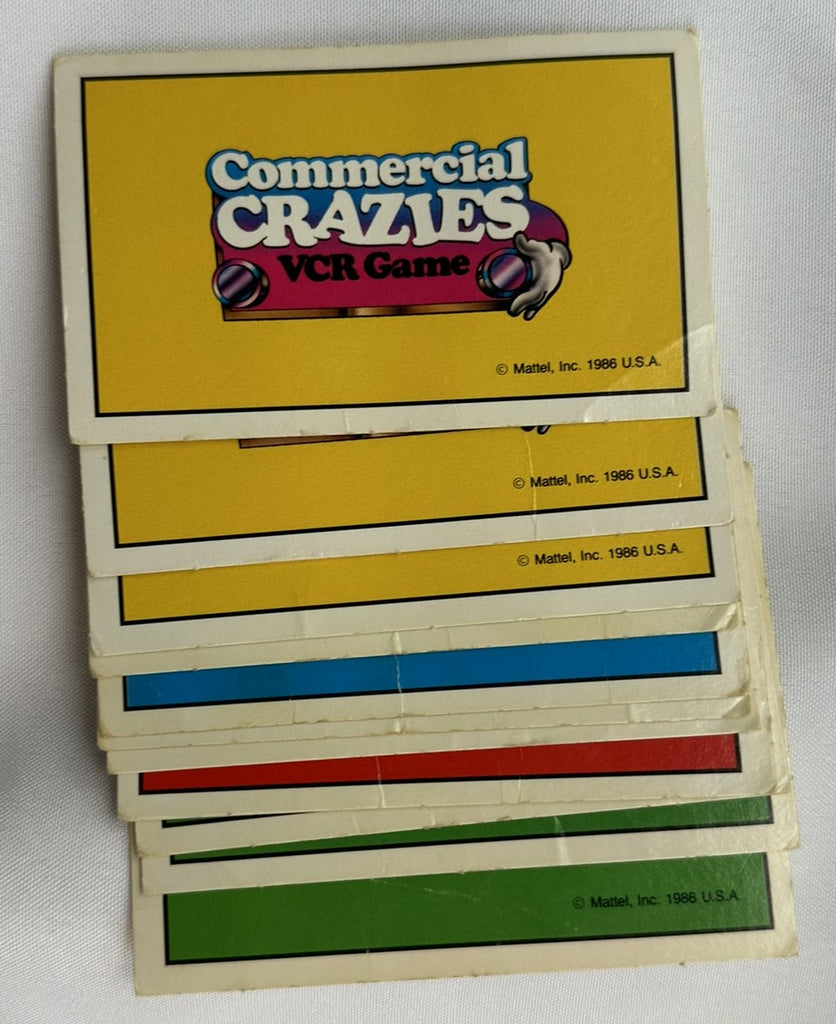 Commercial
CRAZIES
VCR Game
© Mattel, Inc. 1986 U.S.A.
© Mattel, Inc. 1986 U.S.A.
© Mattel, Inc. 1986 U.S.A.
© Mattel, Inc. 1986 U.S.A.